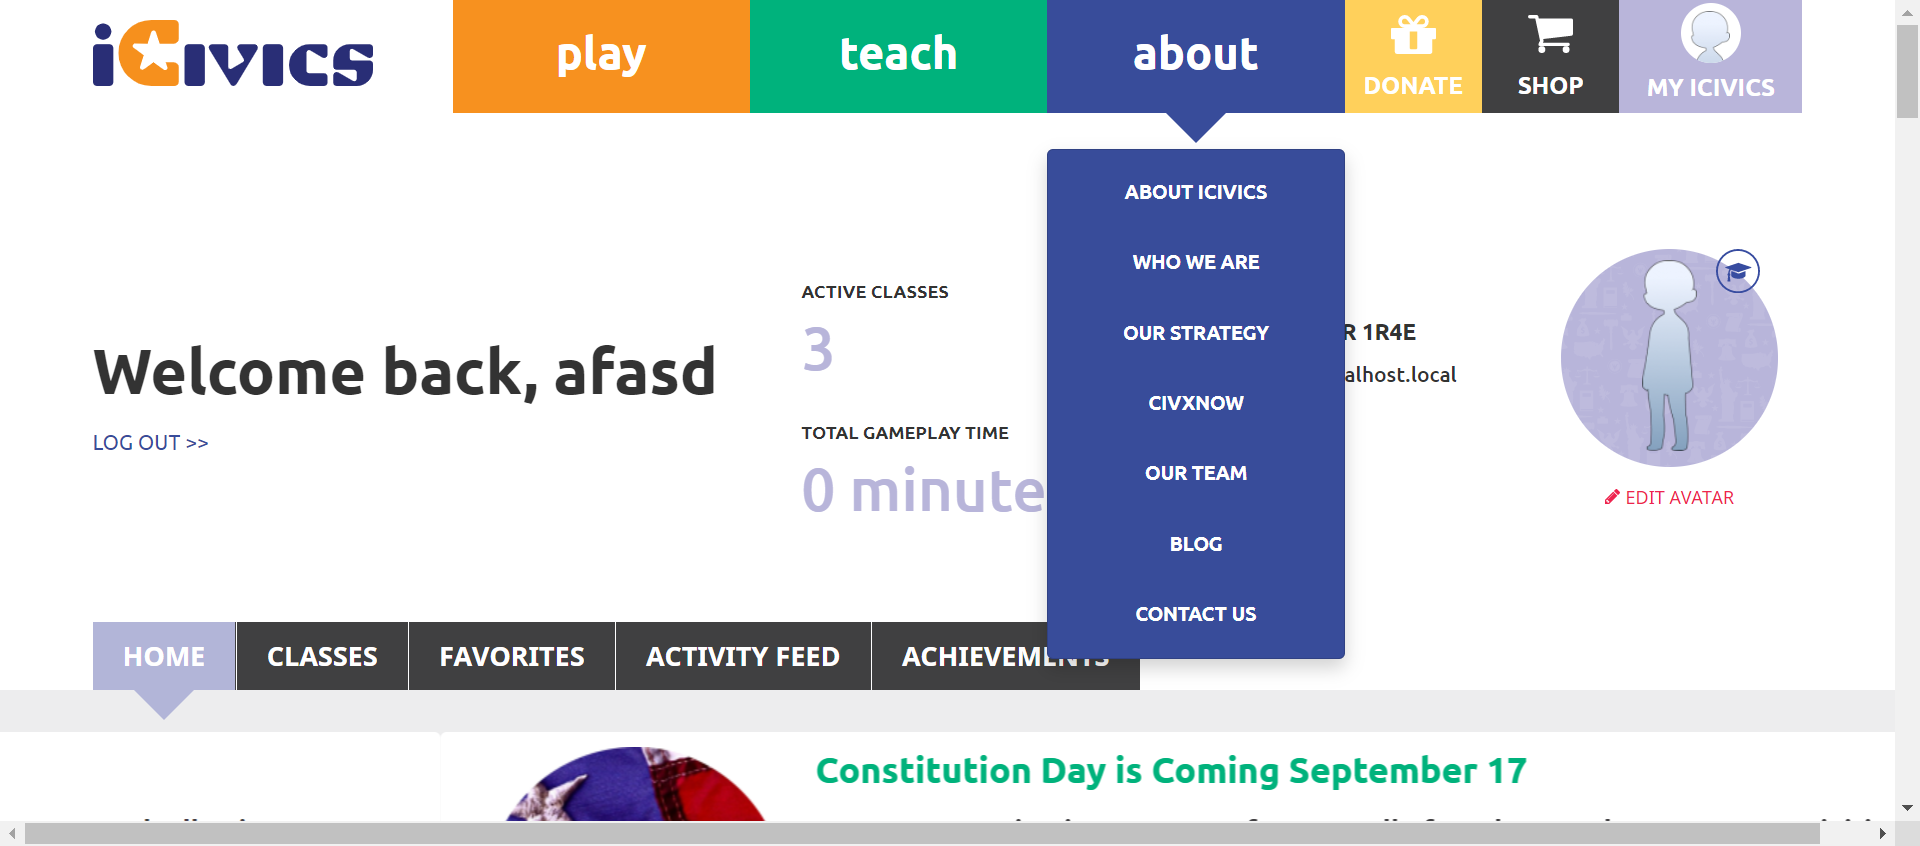 iCivics
play
teach
about
DONATE
SHOP
MY ICIVICS
ABOUT ICIVICS
WHO WE ARE
OUR STRATEGY
CIVXNOW
OUR TEAM
BLOG
CONTACT US
Welcome back, afasd
LOG OUT >>
ACTIVE CLASSES
3
TOTAL GAMEPLAY TIME
0 minute
R 1R4E
alhost.local
EDIT AVATAR
HOME
CLASSES
FAVORITES
ACTIVITY FEED
ACHIEVEMENTS
Constitution Day is Coming September 17